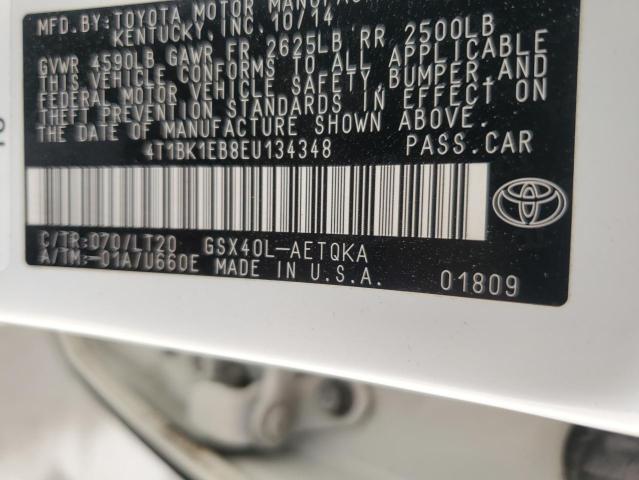 MFD.BY: TOYOTA MOTOR
KENTUCKY, INC. 10/14
GVWR 4590LB GAWR FR 2625LB RR 2500LB
THIS VEHICLE CONFORMS TO ALL APPLICABLE
FEDERAL MOTOR VEHICLE SAFETY, BUMPER, AND
THEFT PREVENTION STANDARDS IN EFFECT ON
THE DATE OF MANUFACTURE SHOWN ABOVE.
4T1BK1EB8EU134348 PASS.CAR
C/TR:070/LT20 GSX40L-AETQKA
A/TM:-01A/U660E MADE IN U.S.A. 01809